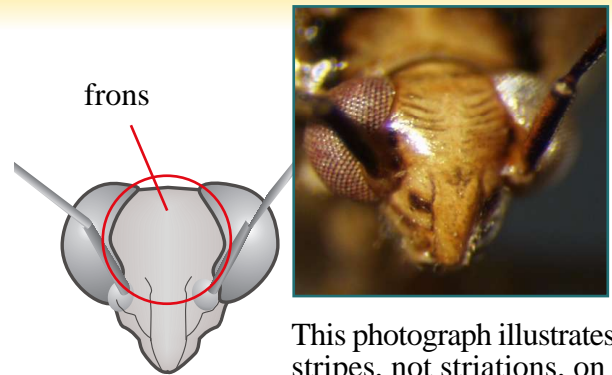 frons
This photograph illustrates
stripes, not striations, on